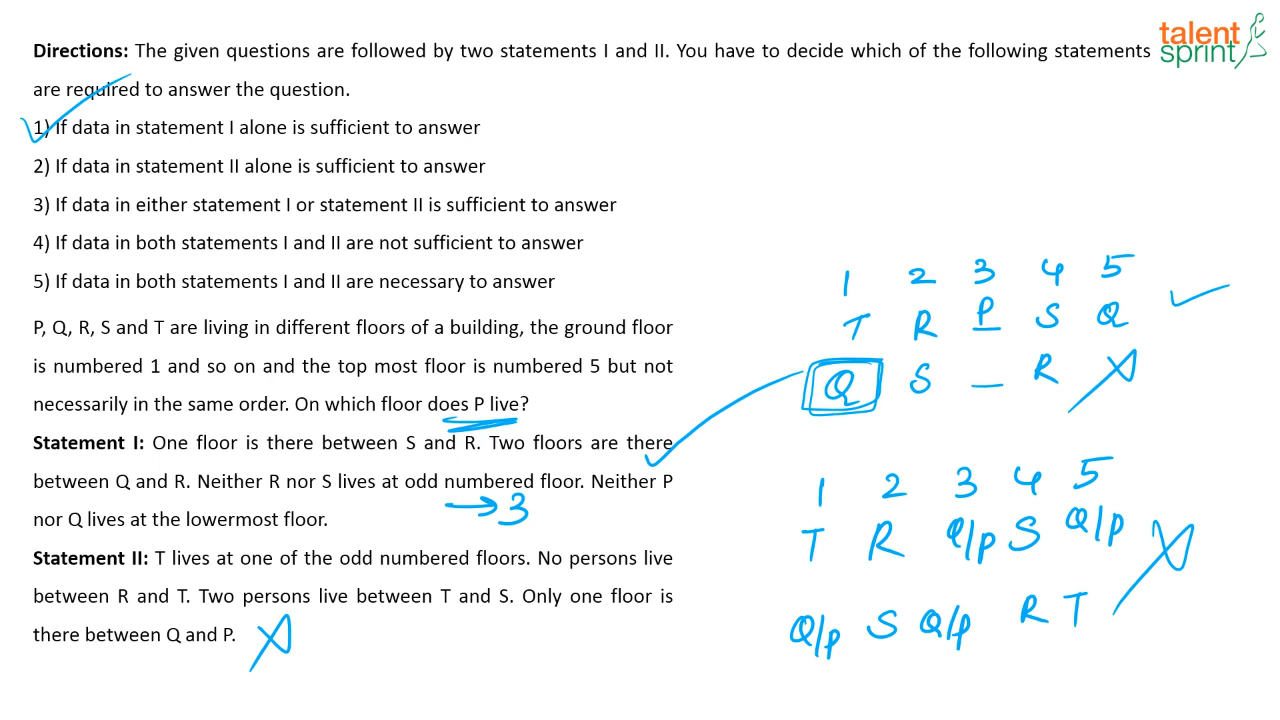 talent
sprint
Directions: The given questions are followed by two statements I and II. You have to decide which of the following statements
are required to answer the question.
1) If data in statement I alone is sufficient to answer
2) If data in statement II alone is sufficient to answer
3) If data in either statement I or statement II is sufficient to answer
4) If data in both statements I and II are not sufficient to answer
5) If data in both statements I and II are necessary to answer
P, Q, R, S and T are living in different floors of a building, the ground floor
is numbered 1 and so on and the top most floor is numbered 5 but not
necessarily in the same order. On which floor does P live?
Statement I: One floor is there between S and R. Two floors are there
between Q and R. Neither R nor S lives at odd numbered floor. Neither P
nor Q lives at the lowermost floor.
→ 3
Statement II: T lives at one of the odd numbered floors. No persons live
between R and T. Two persons live between T and S. Only one floor is
there between Q and P.
1 2 3 4 5
T R P S Q
Q S _ R
1 2 3 4 5
T R Q/P S Q/P
Q/P S Q/P R T